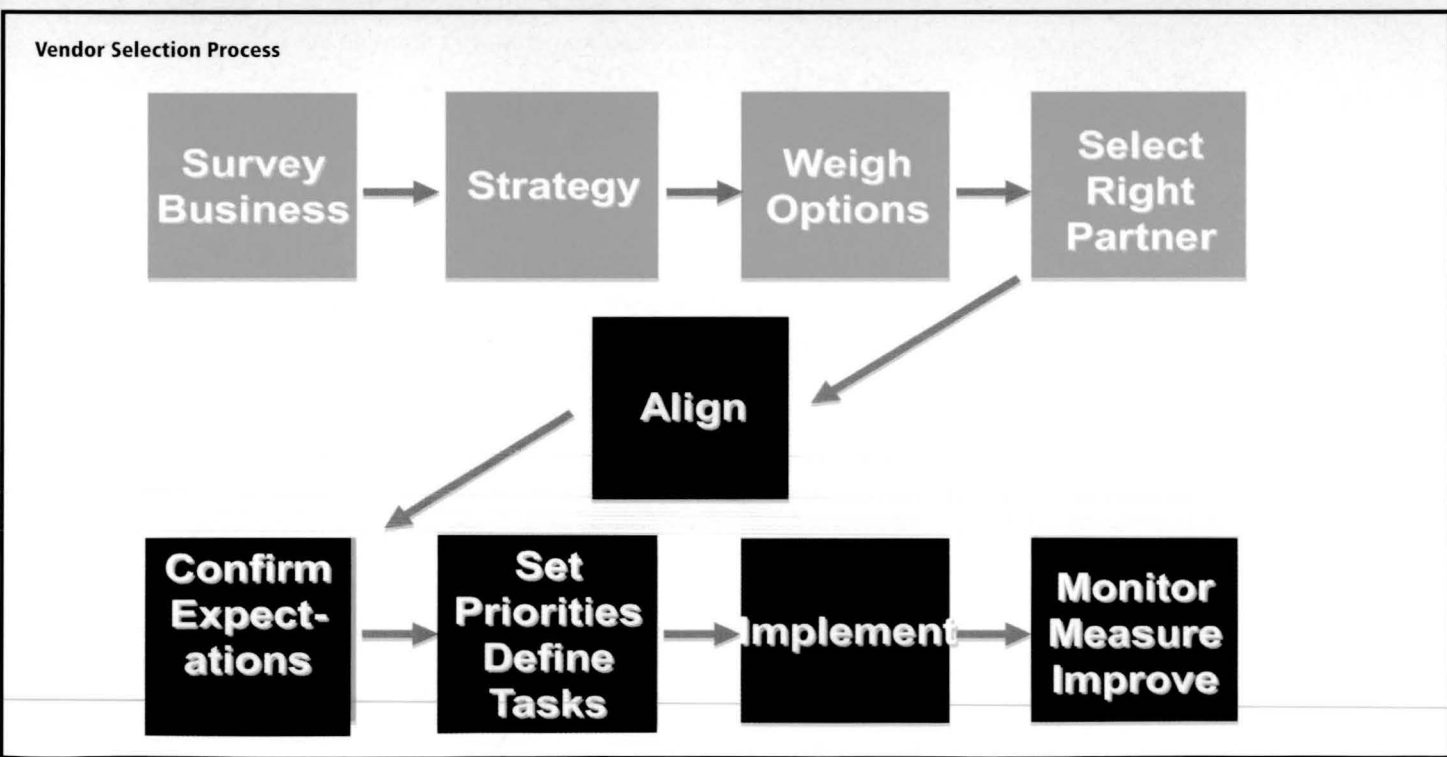 Vendor Selection Process
Survey
Business
Strategy
Weigh
Options
Select
Right
Partner
Align
Confirm
Expect-
ations
Set
Priorities
Define
Tasks
Implement
Monitor
Measure
Improve